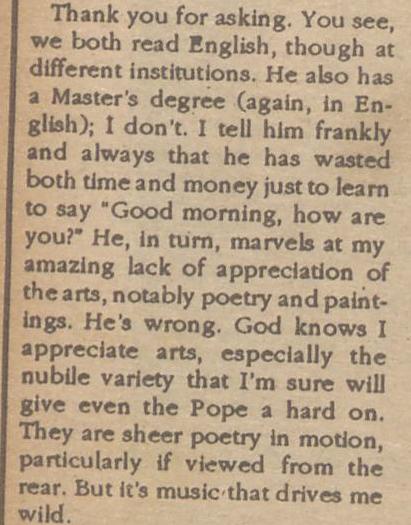 Thank you for asking. You see,
we both read English, though at
different institutions. He also has
a Master's degree (again, in En-
glish); I don't. I tell him frankly
and always that he has wasted
both time and money just to learn
to say "Good morning, how are
you?" He, in turn, marvels at my
amazing lack of appreciation of
the arts, notably poetry and paint-
ings. He's wrong. God knows I
appreciate arts, especially the
nubile variety that I'm sure will
give even the Pope a hard on.
They are sheer poetry in motion,
particularly if viewed from the
rear. But it's music that drives me
wild.